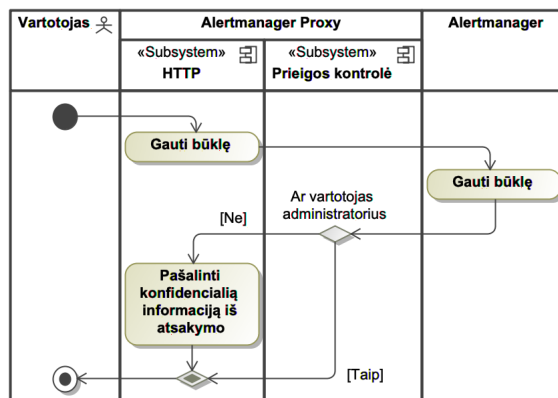 Vartotojas
Alertmanager Proxy
Alertmanager
«Subsystem»
HTTP
«Subsystem»
Prieigos kontrolė
Gauti būklę
Gauti būklę
Ar vartotojas
administratorius
[Ne]
Pašalinti
konfidencialią
informaciją iš
atsakymo
[Taip]